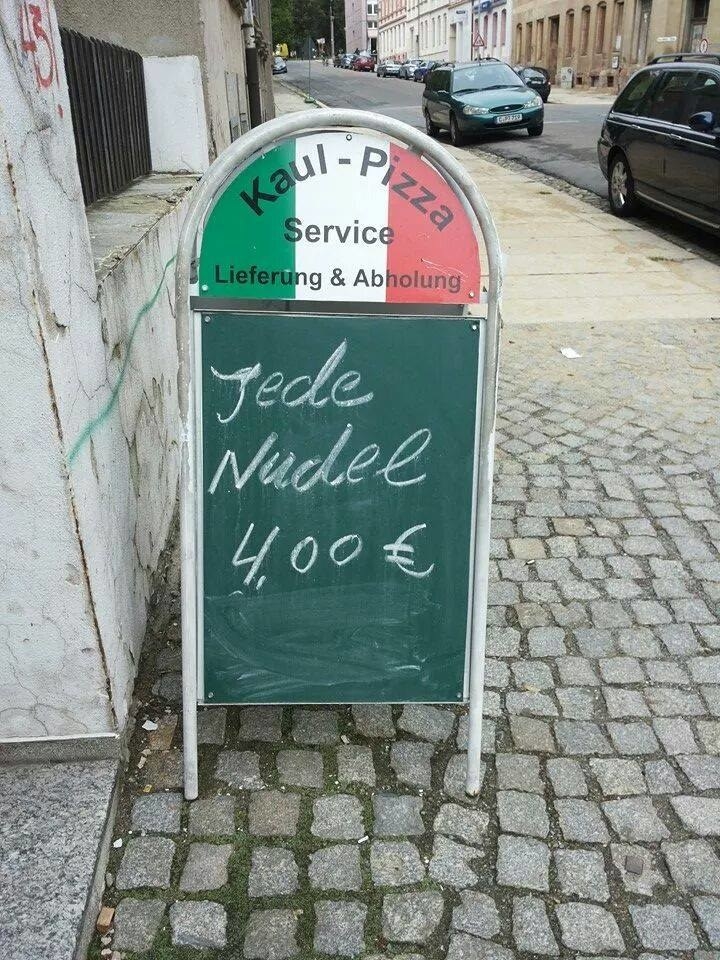 Kaul-Pizza
Service
Lieferung & Abholung
Jede
Nudel
4,00 €